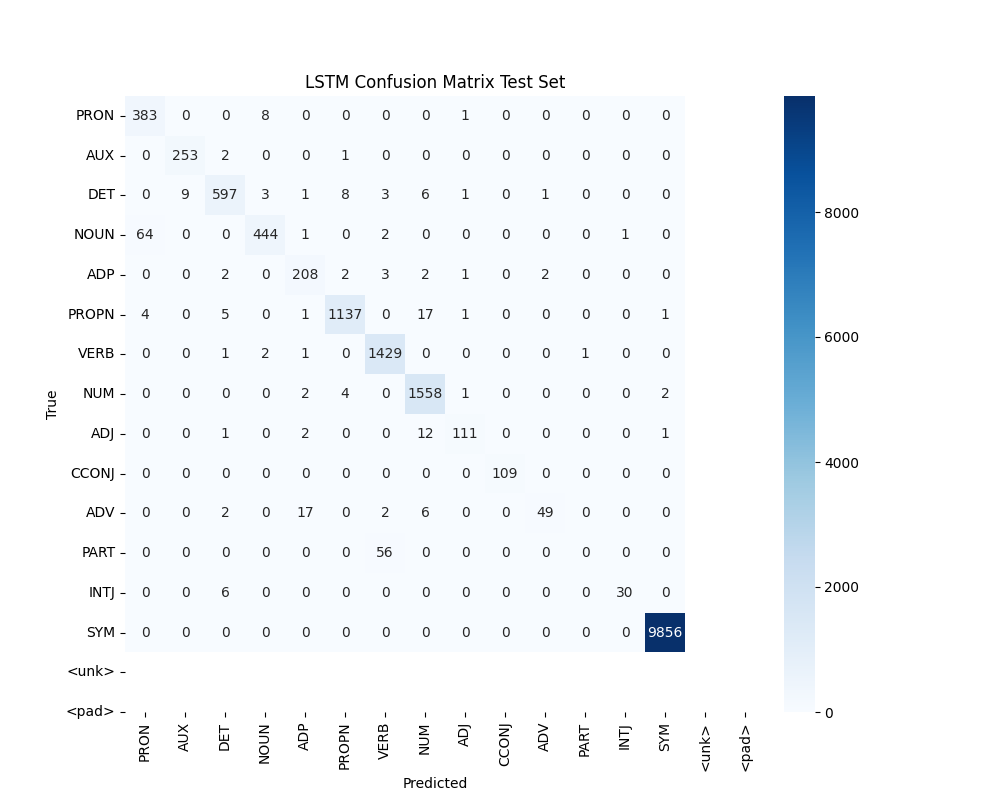 LSTM Confusion Matrix Test Set
PRON 383 0 0 8 0 0 0 0 1 0 0 0 0 0
AUX 0 253 2 0 0 1 0 0 0 0 0 0 0 0
DET 0 9 597 3 1 8 3 6 1 0 1 0 0 0
NOUN 64 0 0 444 1 0 2 0 0 0 0 0 1 0
ADP 0 0 2 0 208 2 3 2 1 0 2 0 0 0
PROPN 4 0 5 0 1 1137 0 17 1 0 0 0 0 1
VERB 0 0 1 2 1 0 1429 0 0 0 0 1 0 0
NUM 0 0 0 0 2 4 0 1558 1 0 0 0 0 2
ADJ 0 0 1 0 2 0 0 12 111 0 0 0 0 1
CCONJ 0 0 0 0 0 0 0 0 0 109 0 0 0 0
ADV 0 0 2 0 17 0 2 6 0 0 49 0 0 0
PART 0 0 0 0 0 0 56 0 0 0 0 0 0 0
INTJ 0 0 6 0 0 0 0 0 0 0 0 0 30 0
SYM 0 0 0 0 0 0 0 0 0 0 0 0 0 9856
<unk>
<pad>
PRON AUX DET NOUN ADP PROPN VERB NUM ADJ CCONJ ADV PART INTJ SYM <unk> <pad>
Predicted
True
8000
6000
4000
2000
0